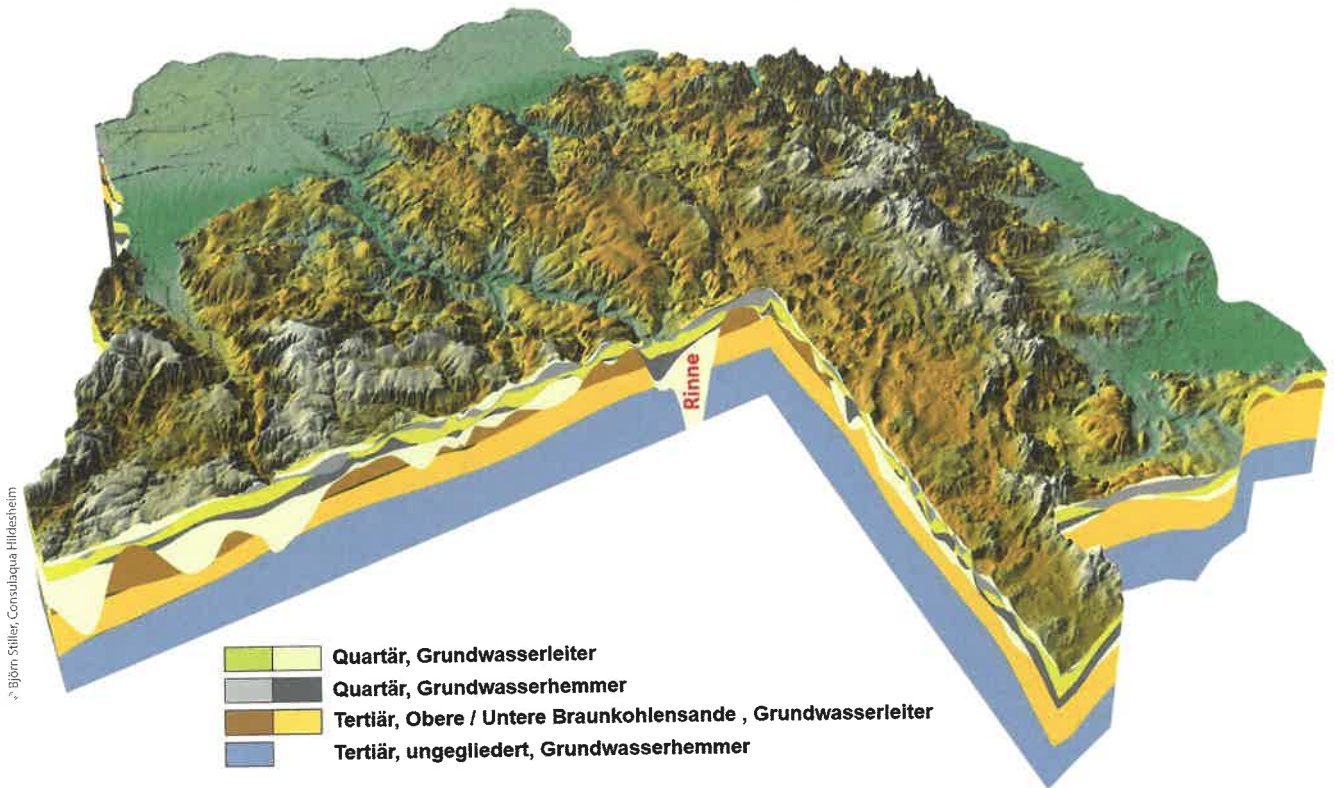 Rinne
Quartär, Grundwasserleiter
Quartär, Grundwasserhemmer
Tertiär, Obere / Untere Braunkohlensande , Grundwasserleiter
Tertiär, ungegliedert, Grundwasserhemmer
Björn Stiller, Consulaqua Hildesheim